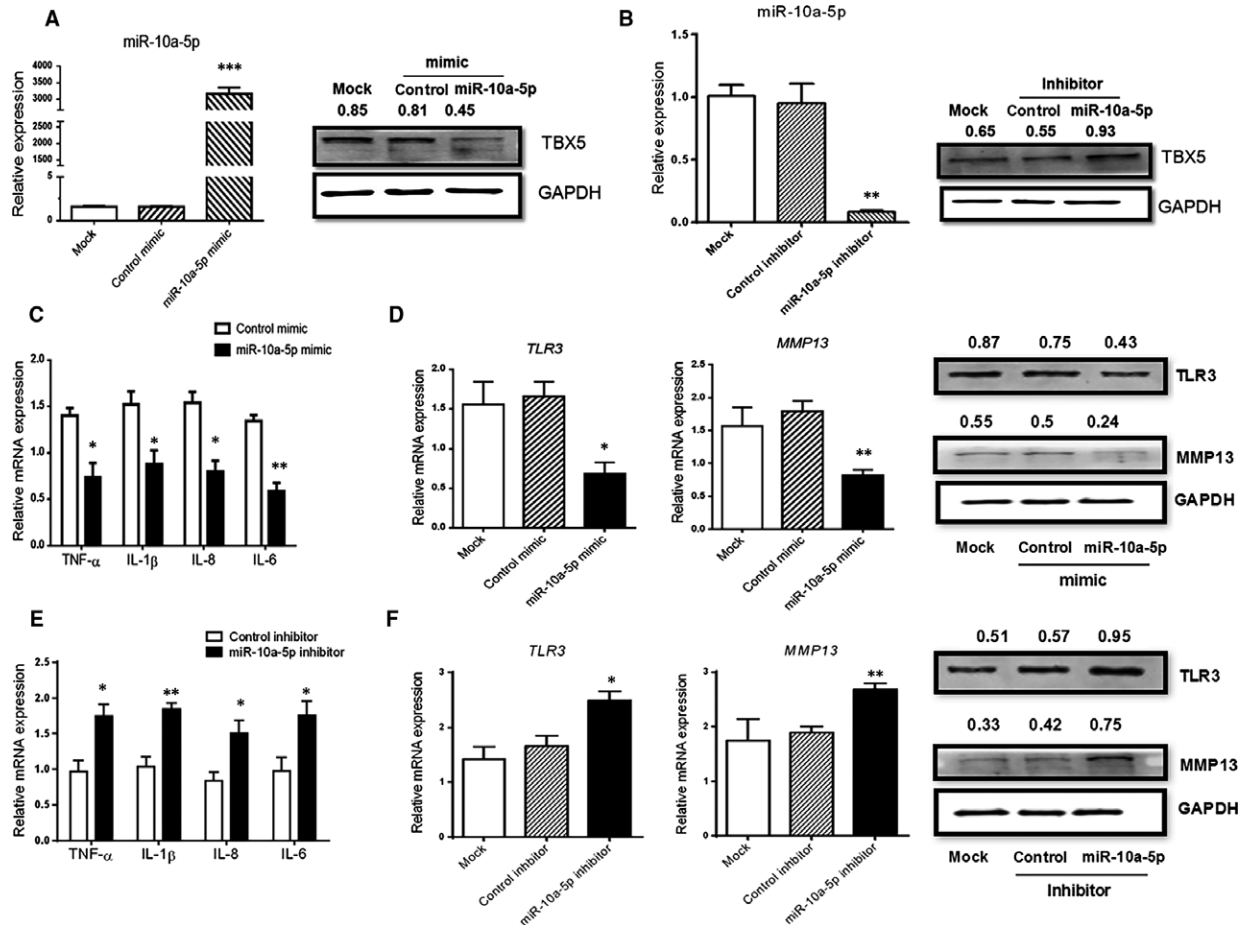 A
miR-10a-5p
Relative expression
4000
3000
2000
1000
5
0
***
Mock
Control mimic
miR-10a-5p mimic
mimic
Mock Control miR-10a-5p
0.85 0.81 0.45
TBX5
GAPDH
B
miR-10a-5p
Relative expression
1.5
1.0
0.5
0.0
**
Mock
Control inhibitor
miR-10a-5p inhibitor
Inhibitor
Mock Control miR-10a-5p
0.65 0.55 0.93
TBX5
GAPDH
C
Control mimic
miR-10a-5p mimic
Relative mRNA expression
2.0
1.5
1.0
0.5
0.0
* * * **
TNF-α IL-1β IL-8 IL-6
D
TLR3
Relative mRNA expression
2.0
1.5
1.0
0.5
0.0
*
Mock
Control mimic
miR-10a-5p mimic
MMP13
Relative mRNA expression
2.5
2.0
1.5
1.0
0.5
0.0
**
Mock
Control mimic
miR-10a-5p mimic
0.87 0.75 0.43
TLR3
0.55 0.5 0.24
MMP13
GAPDH
Mock Control miR-10a-5p
mimic
E
Control inhibitor
miR-10a-5p inhibitor
Relative mRNA expression
2.5
2.0
1.5
1.0
0.5
0.0
* ** * *
TNF-α IL-1β IL-8 IL-6
F
TLR3
Relative mRNA expression
3
2
1
0
*
Mock
Control inhbitor
miR-10a-5p inhibitor
MMP13
Relative mRNA expression
3
2
1
0
**
Mock
Control inhbitor
miR-10a-5p inhibitor
0.51 0.57 0.95
TLR3
0.33 0.42 0.75
MMP13
GAPDH
Mock Control miR-10a-5p
Inhibitor